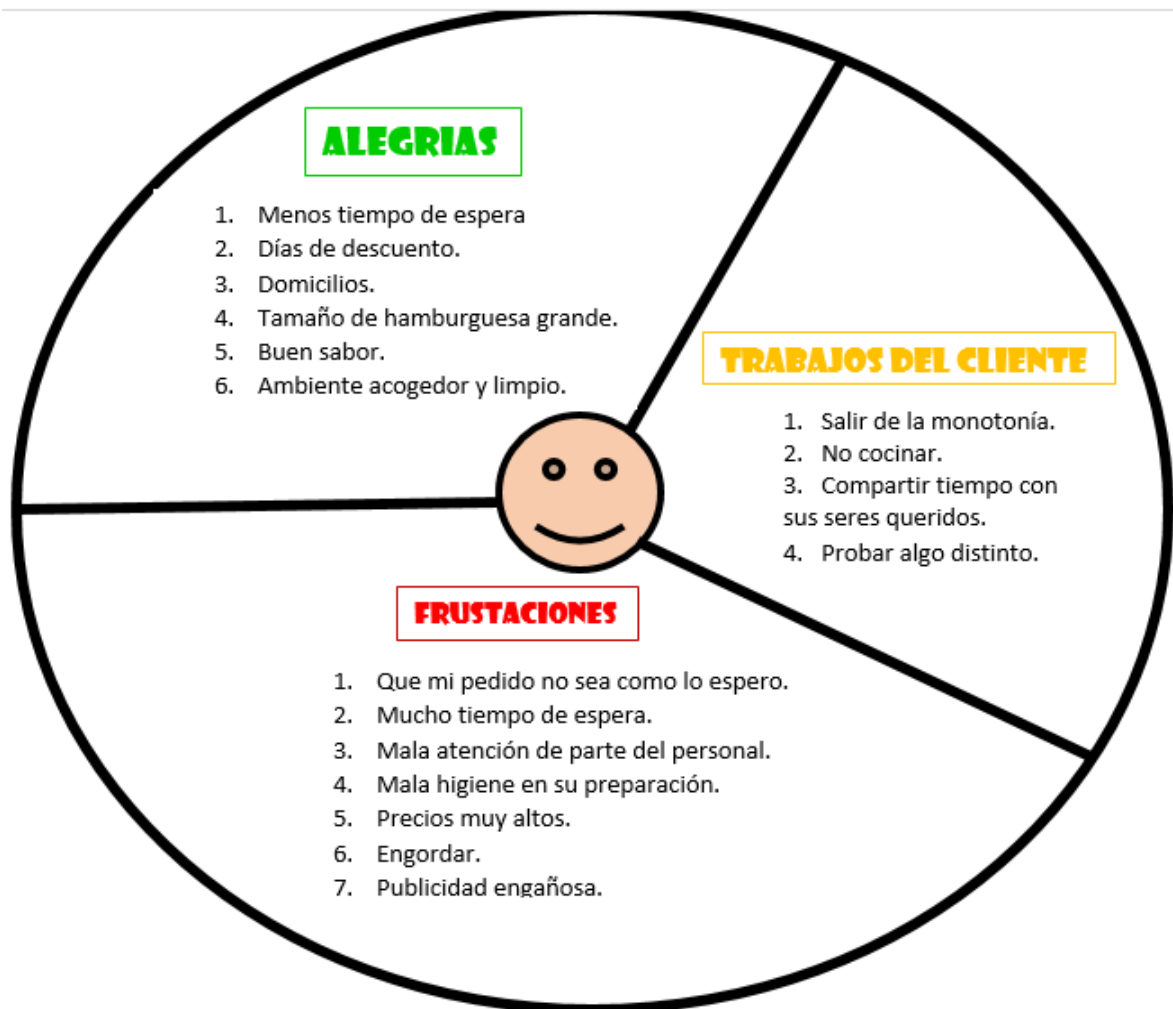 ALEGRIAS
1. Menos tiempo de espera
2. Días de descuento.
3. Domicilios.
4. Tamaño de hamburguesa grande.
5. Buen sabor.
6. Ambiente acogedor y limpio.
TRABAJOS DEL CLIENTE
1. Salir de la monotonía.
2. No cocinar.
3. Compartir tiempo con
sus seres queridos.
4. Probar algo distinto.
FRUSTACIONES
1. Que mi pedido no sea como lo espero.
2. Mucho tiempo de espera.
3. Mala atención de parte del personal.
4. Mala higiene en su preparación.
5. Precios muy altos.
6. Engordar.
7. Publicidad engañosa.